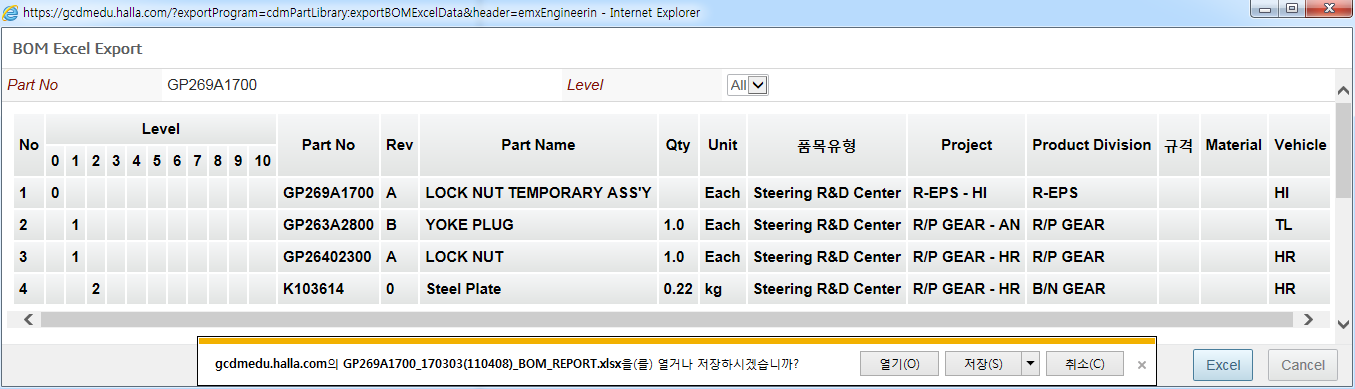 https://gcdmedu.halla.com/?exportProgram=cdmPartLibrary:exportBOMExcelData&header=emxEngineerin - Internet Explorer
BOM Excel Export
Part No GP269A1700 Level All
No Level Part No Rev Part Name Qty Unit 품목유형 Project Product Division 규격 Material Vehicle
0 1 2 3 4 5 6 7 8 9 10
1 0 GP269A1700 A LOCK NUT TEMPORARY ASS'Y Each Steering R&D Center R-EPS - HI R-EPS HI
2 1 GP263A2800 B YOKE PLUG 1.0 Each Steering R&D Center R/P GEAR - AN R/P GEAR TL
3 1 GP26402300 A LOCK NUT 1.0 Each Steering R&D Center R/P GEAR - HR R/P GEAR HR
4 2 K103614 0 Steel Plate 0.22 kg Steering R&D Center R/P GEAR - HR B/N GEAR HR
gcdmedu.halla.com의 GP269A1700_170303(110408)_BOM_REPORT.xlsx을(를) 열거나 저장하시겠습니까? 열기(O) 저장(S) 취소(C) ×
Excel Cancel